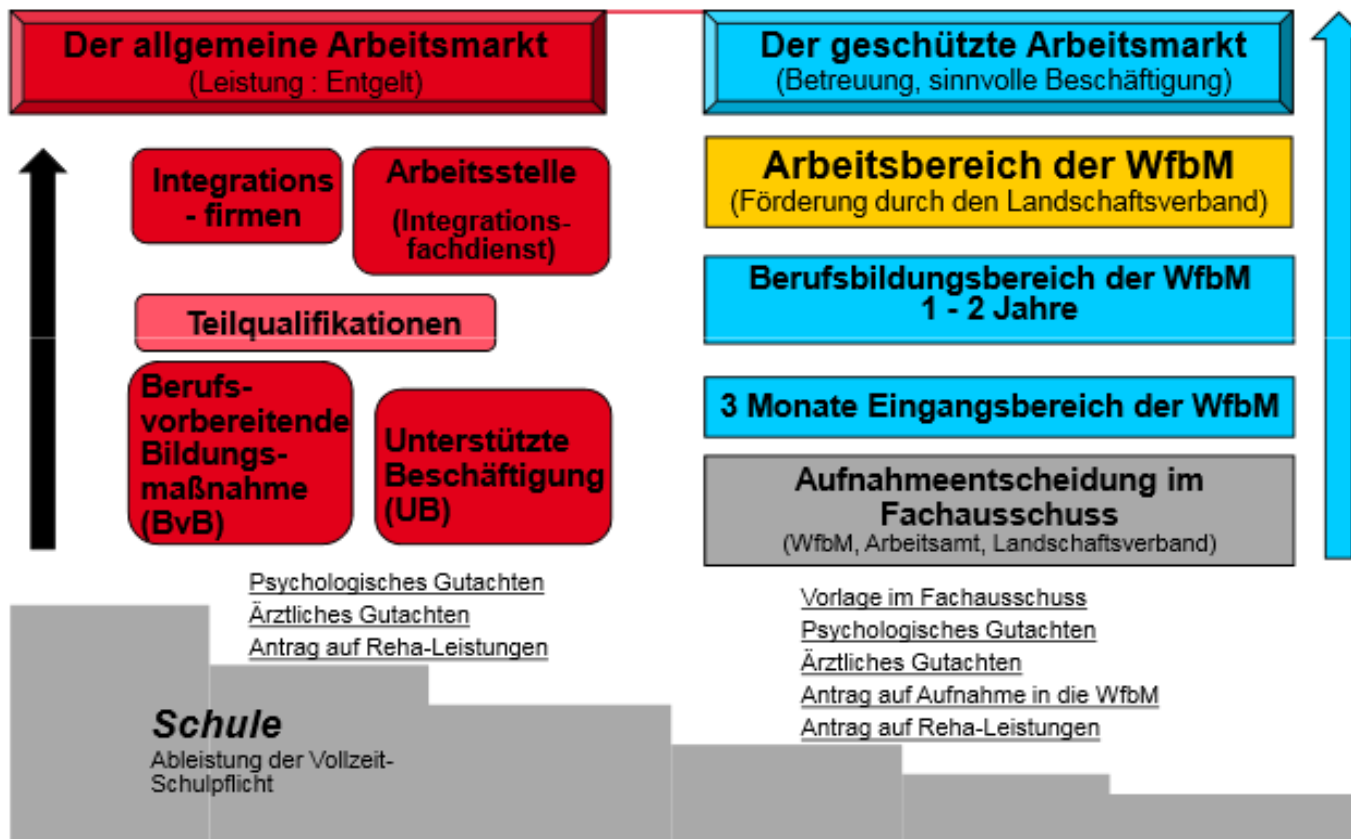 Der allgemeine Arbeitsmarkt
(Leistung : Entgelt)
Der geschützte Arbeitsmarkt
(Betreuung, sinnvolle Beschäftigung)
Integrations
- firmen
Arbeitsstelle
(Integrations-
fachdienst)
Teilqualifikationen
Berufs-
vorbereitende
Bildungs-
maßnahme
(BvB)
Unterstützte
Beschäftigung
(UB)
Arbeitsbereich der WfbM
(Förderung durch den Landschaftsverband)
Berufsbildungsbereich der WfbM
1 - 2 Jahre
3 Monate Eingangsbereich der WfbM
Aufnahmeentscheidung im
Fachausschuss
(WfbM, Arbeitsamt, Landschaftsverband)
Psychologisches Gutachten
Ärztliches Gutachten
Antrag auf Reha-Leistungen
Vorlage im Fachausschuss
Psychologisches Gutachten
Ärztliches Gutachten
Antrag auf Aufnahme in die WfbM
Antrag auf Reha-Leistungen
Schule
Ableistung der Vollzeit-
Schulpflicht